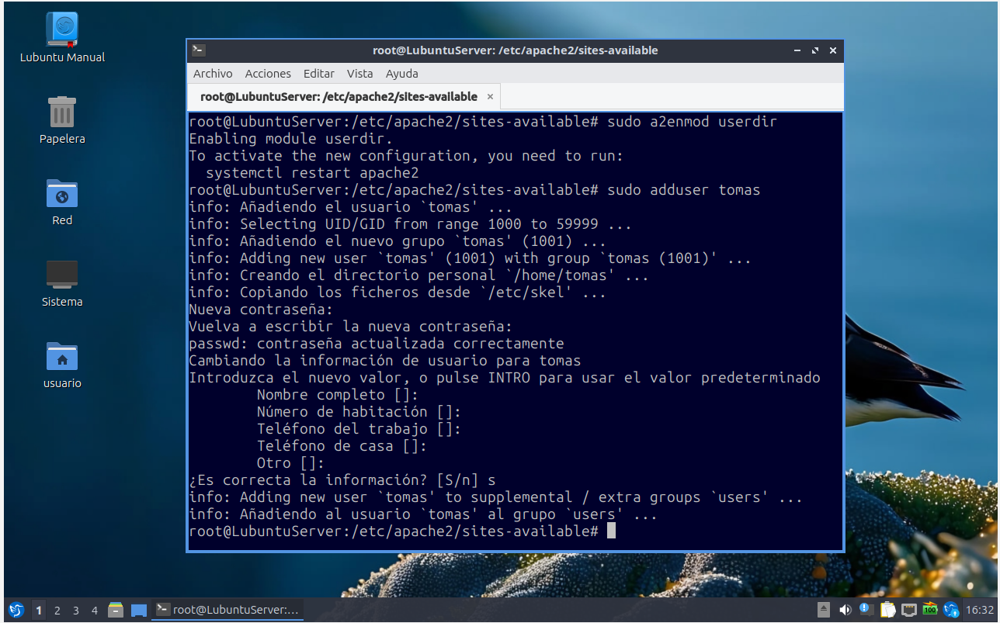 Lubuntu Manual
Papelera
Red
Sistema
usuario
root@LubuntuServer: /etc/apache2/sites-available
Archivo Acciones Editar Vista Ayuda
root@LubuntuServer: /etc/apache2/sites-available ×
root@LubuntuServer:/etc/apache2/sites-available# sudo a2enmod userdir
Enabling module userdir.
To activate the new configuration, you need to run:
  systemctl restart apache2
root@LubuntuServer:/etc/apache2/sites-available# sudo adduser tomas
info: Añadiendo el usuario `tomas' ...
info: Selecting UID/GID from range 1000 to 59999 ...
info: Añadiendo el nuevo grupo `tomas' (1001) ...
info: Adding new user `tomas' (1001) with group `tomas (1001)' ...
info: Creando el directorio personal `/home/tomas' ...
info: Copiando los ficheros desde `/etc/skel' ...
Nueva contraseña:
Vuelva a escribir la nueva contraseña:
passwd: contraseña actualizada correctamente
Cambiando la información de usuario para tomas
Introduzca el nuevo valor, o pulse INTRO para usar el valor predeterminado
        Nombre completo []:
        Número de habitación []:
        Teléfono del trabajo []:
        Teléfono de casa []:
        Otro []:
¿Es correcta la información? [S/n] s
info: Adding new user `tomas' to supplemental / extra groups `users' ...
info: Añadiendo al usuario `tomas' al grupo `users' ...
root@LubuntuServer:/etc/apache2/sites-available#
1 2 3 4 root@LubuntuServer:... 100 16:32